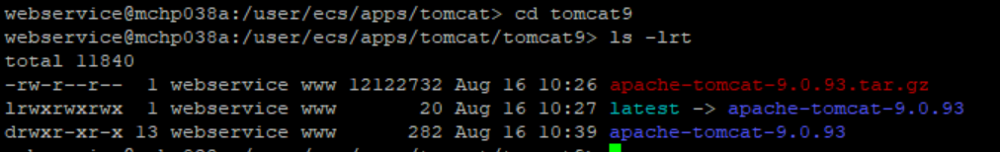 webservice@mchp038a:/user/ecs/apps/tomcat> cd tomcat9
webservice@mchp038a:/user/ecs/apps/tomcat/tomcat9> ls -lrt
total 11840
-rw-r--r-- 1 webservice www 12122732 Aug 16 10:26 apache-tomcat-9.0.93.tar.gz
lrwxrwxrwx 1 webservice www 20 Aug 16 10:27 latest -> apache-tomcat-9.0.93
drwxr-xr-x 13 webservice www 282 Aug 16 10:39 apache-tomcat-9.0.93